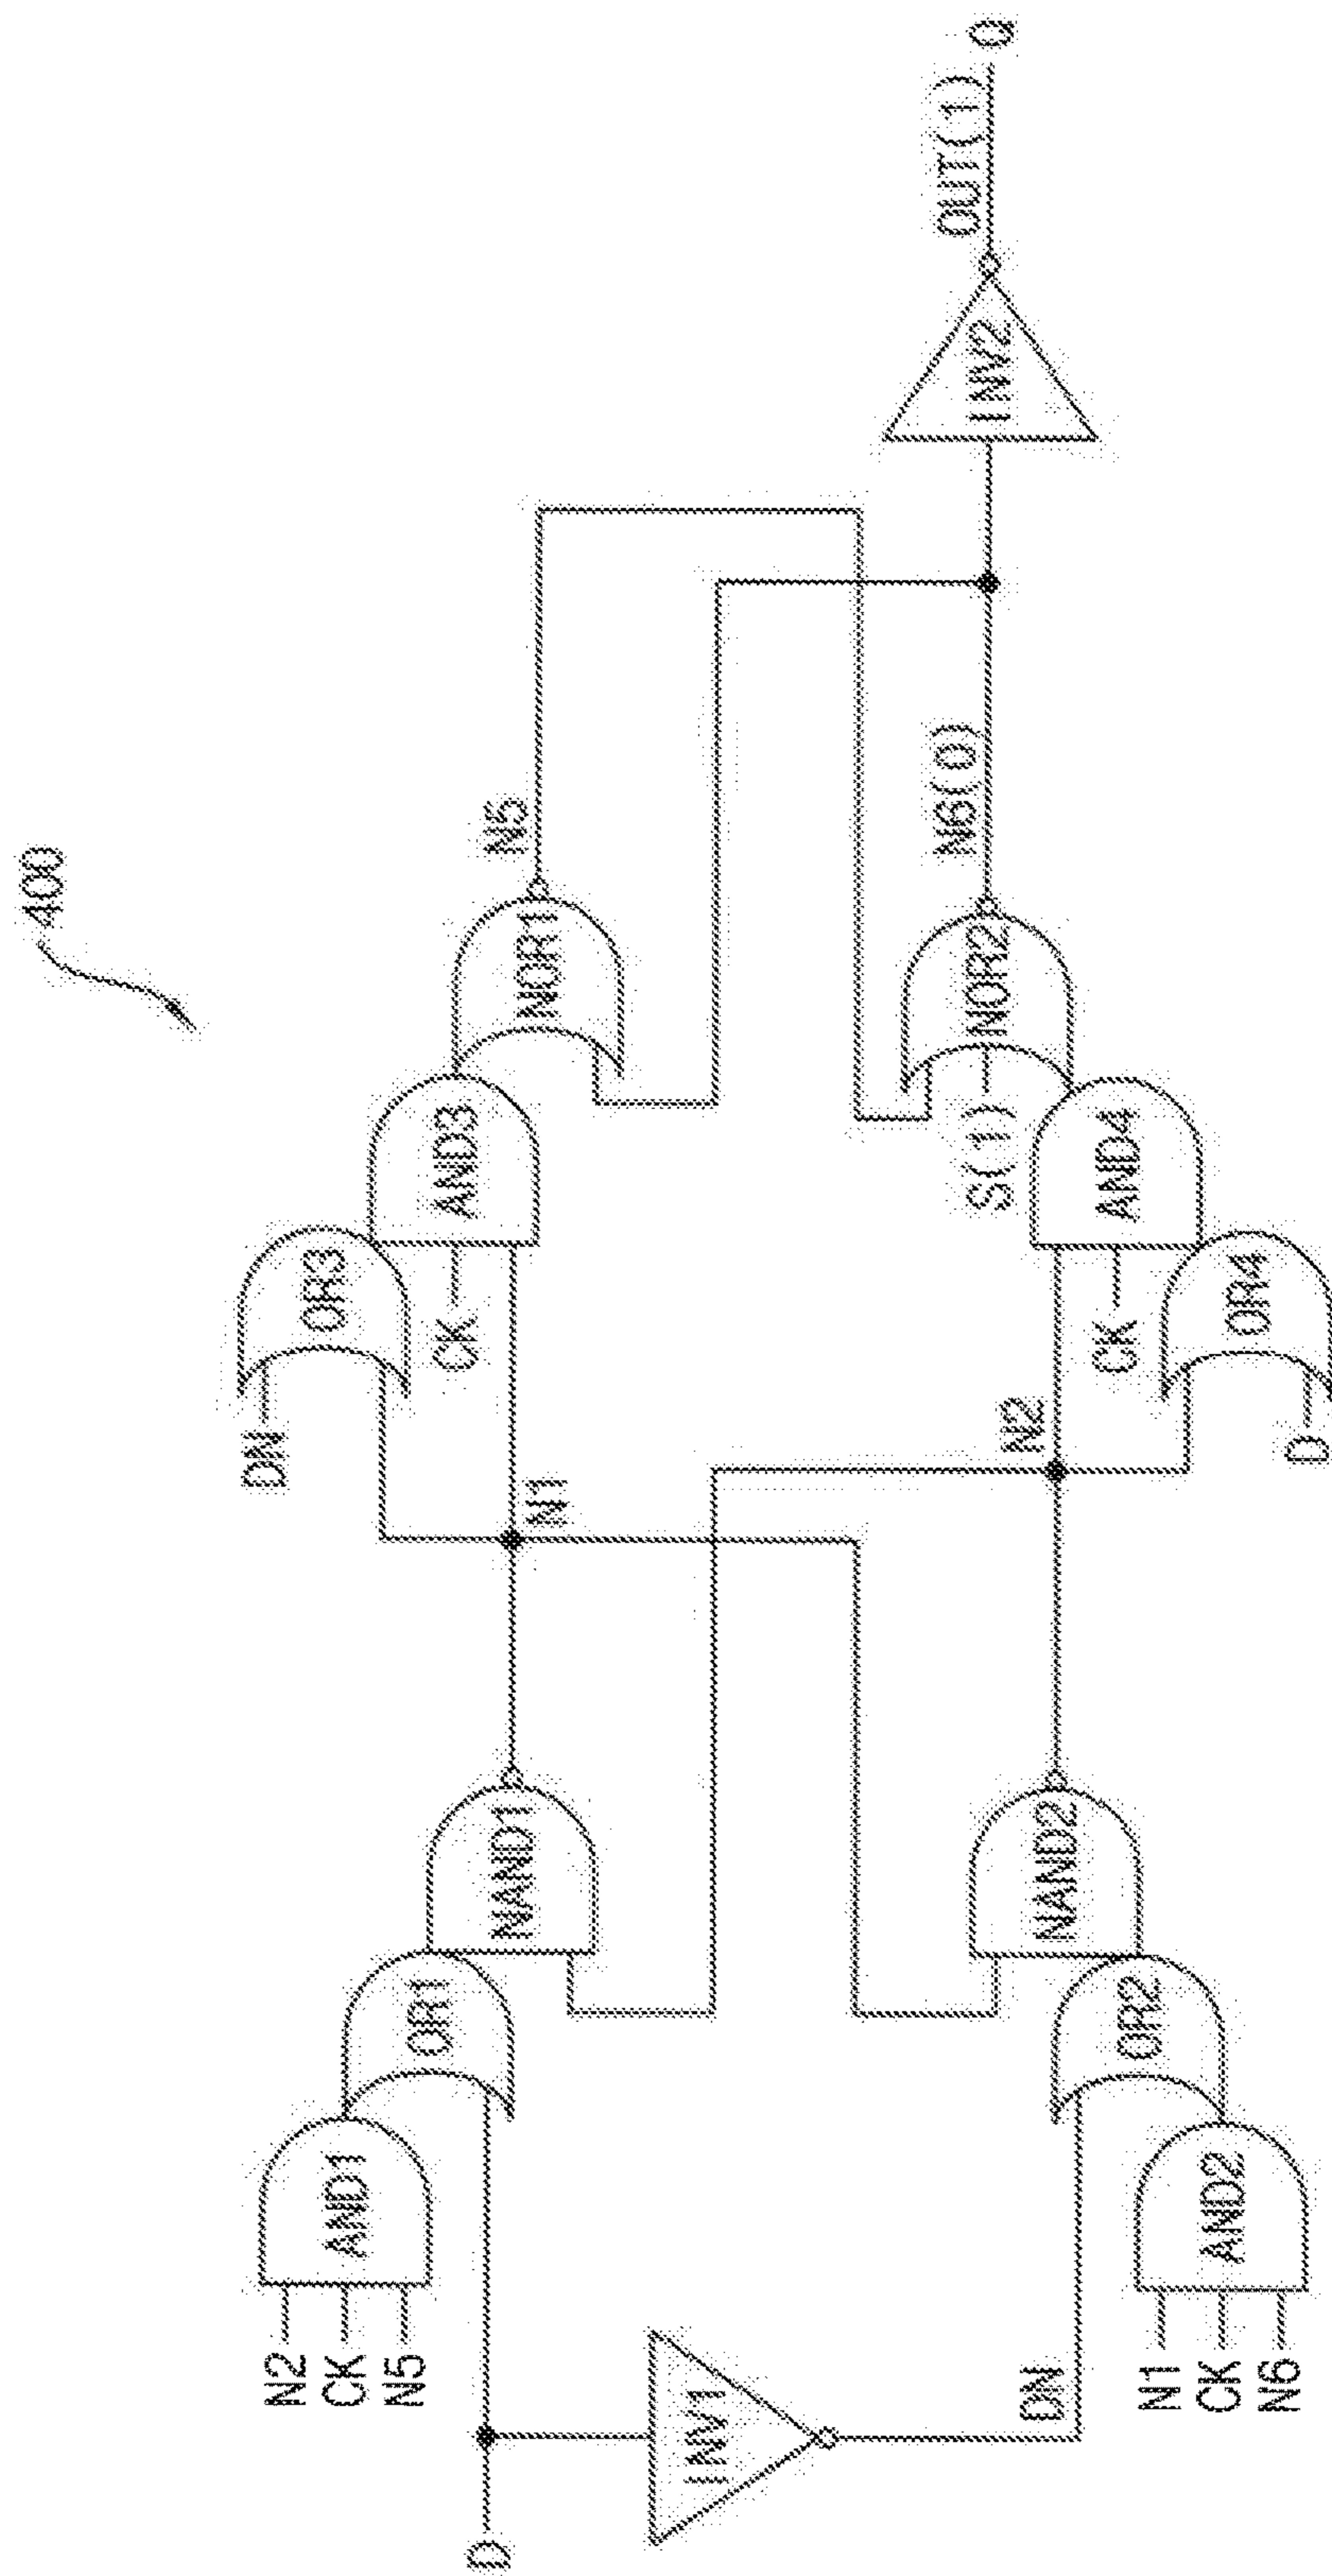 400
N2
CK
N5
AND1
OR1
NAND1
N1
DN
OR3
CK
AND3
NOR1
N5
D
INV1
DN
N1
CK
N6
AND2
OR2
NAND2
N2
D
OR4
CK
AND4
S(1)
NOR2
N6(0)
INV2
OUT(1)
Q